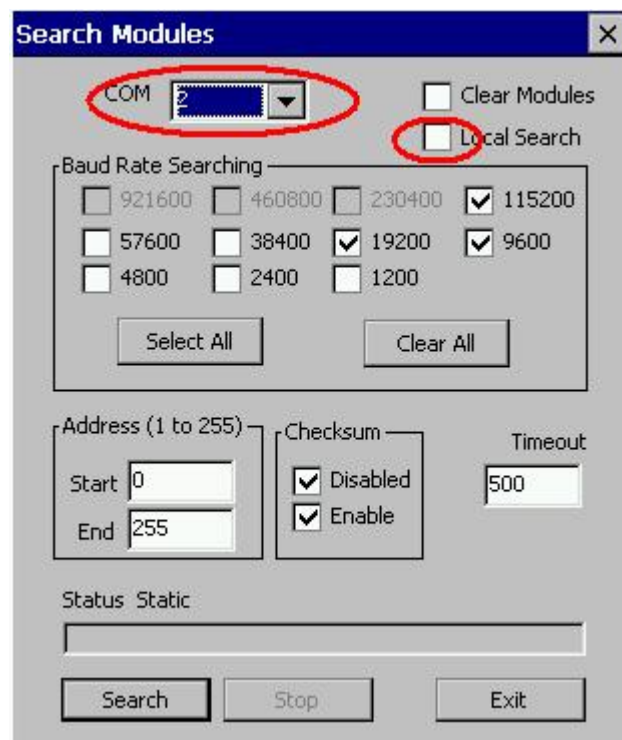 Search Modules
COM 2
Clear Modules
Local Search
Baud Rate Searching
921600 460800 230400 115200
57600 38400 19200 9600
4800 2400 1200
Select All Clear All
Address (1 to 255) Checksum Timeout
Start 0 Disabled 500
End 255 Enable
Status Static
Search Stop Exit